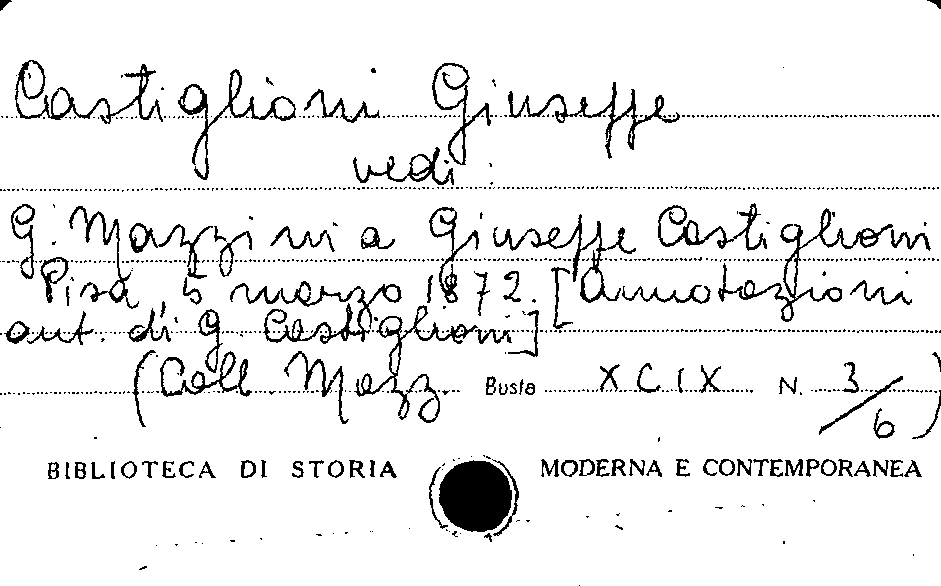 Castiglioni Giuseppe
vedi:
G. Mazzini a Giuseppe Castiglioni
Pisa, 5 marzo 1872. [Annotazioni
aut. di G. Castiglioni]
(Coll. Mazz. Busta XCIX N. 3/6)
BIBLIOTECA DI STORIA MODERNA E CONTEMPORANEA